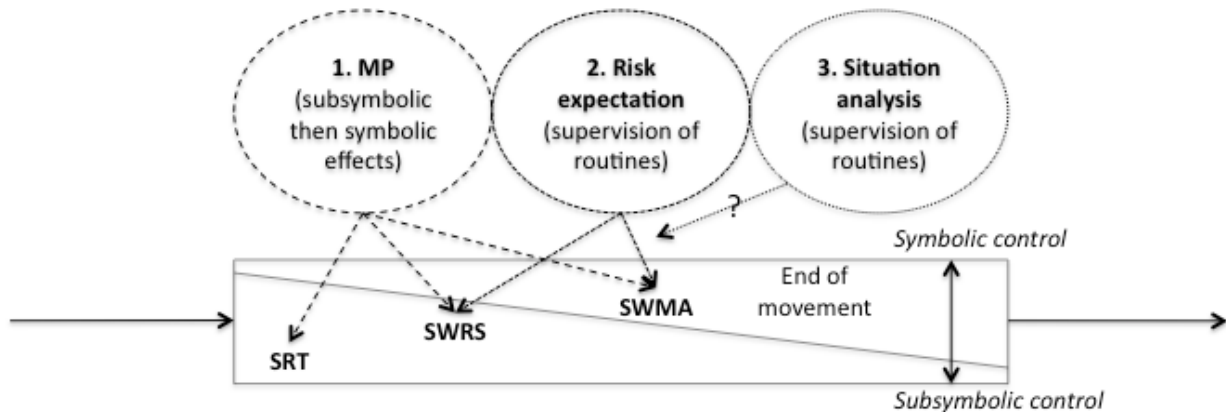 1. MP
(subsymbolic
then symbolic
effects)
2. Risk
expectation
(supervision of
routines)
3. Situation
analysis
(supervision of
routines)
?
Symbolic control
End of
movement
SWMA
SWRS
SRT
Subsymbolic control